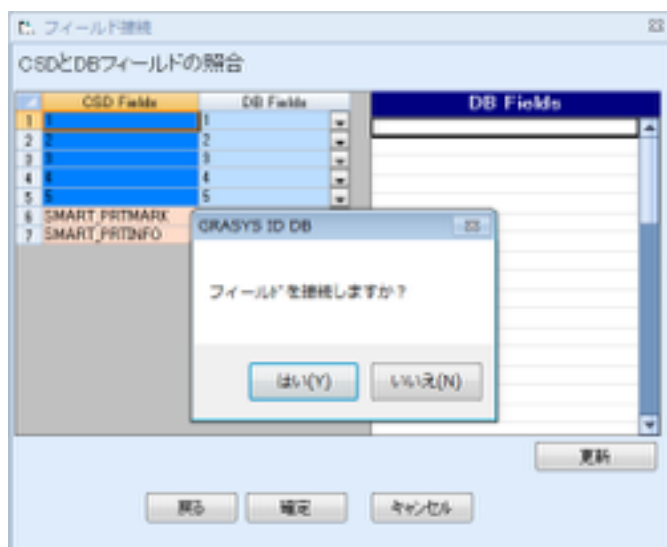 フィールド接続
CSDとDBフィールドの照合
CSD Fields DB Fields
1 1 1
2 2 2
3 3 3
4 4 4
5 5 5
6 SMART_PRTMARK
7 SMART_PRTINFO
DB Fields
GRASYS ID DB
フィールドを接続しますか?
はい(Y) いいえ(N)
更新
戻る 確定 キャンセル